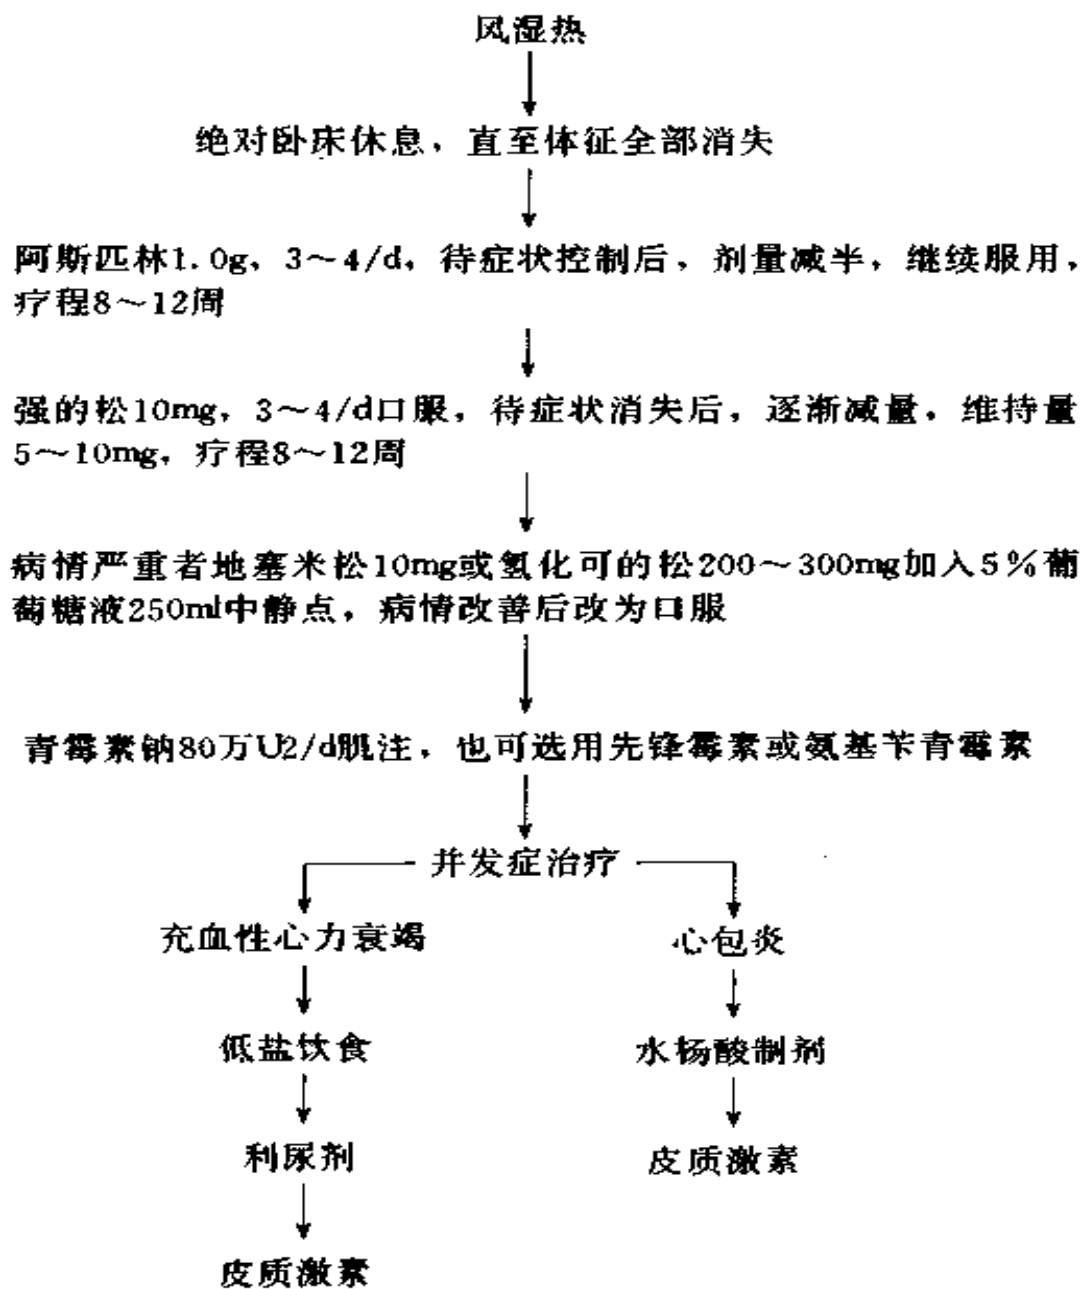 风湿热
绝对卧床休息，直至体征全部消失
阿斯匹林1.0g，3～4/d，待症状控制后，剂量减半，继续服用，
疗程8～12周
强的松10mg，3～4/d口服，待症状消失后，逐渐减量，维持量
5～10mg，疗程8～12周
病情严重者地塞米松10mg或氢化可的松200～300mg加入5%葡
萄糖液250ml中静点，病情改善后改为口服
青霉素钠80万U2/d肌注，也可选用先锋霉素或氨基苄青霉素
并发症治疗
充血性心力衰竭
心包炎
低盐饮食
水杨酸制剂
利尿剂
皮质激素
皮质激素